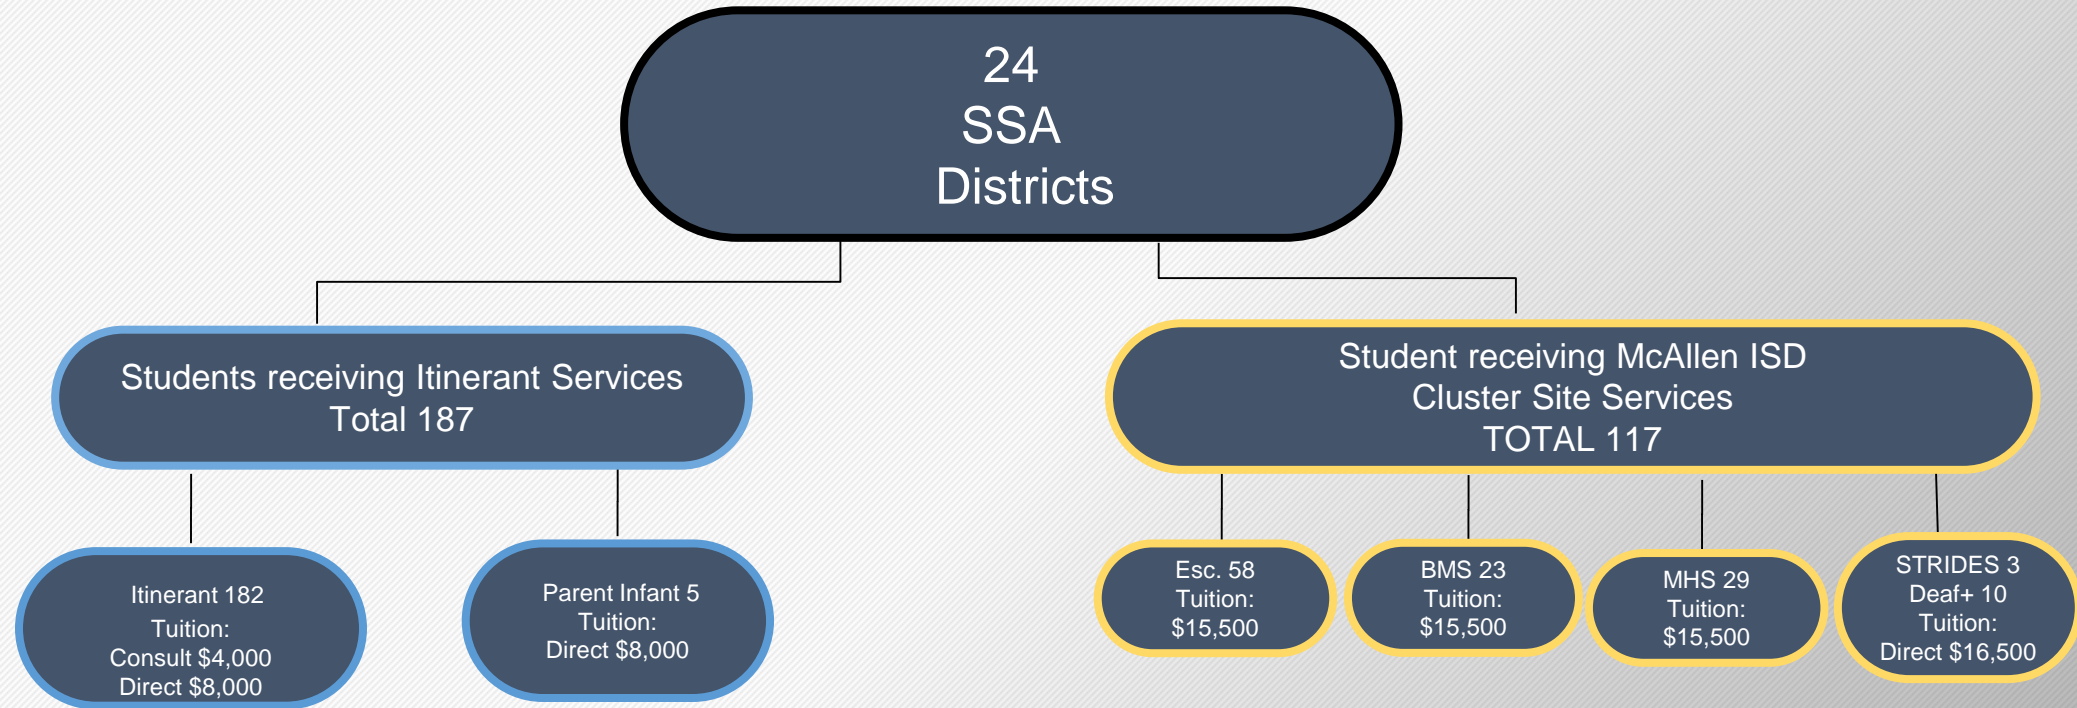 24
SSA
Districts
Students receiving Itinerant Services
Total 187
Student receiving McAllen ISD
Cluster Site Services
TOTAL 117
Itinerant 182
Tuition:
Consult $4,000
Direct $8,000
Parent Infant 5
Tuition:
Direct $8,000
Esc. 58
Tuition:
$15,500
BMS 23
Tuition:
$15,500
MHS 29
Tuition:
$15,500
STRIDES 3
Deaf+ 10
Tuition:
Direct $16,500